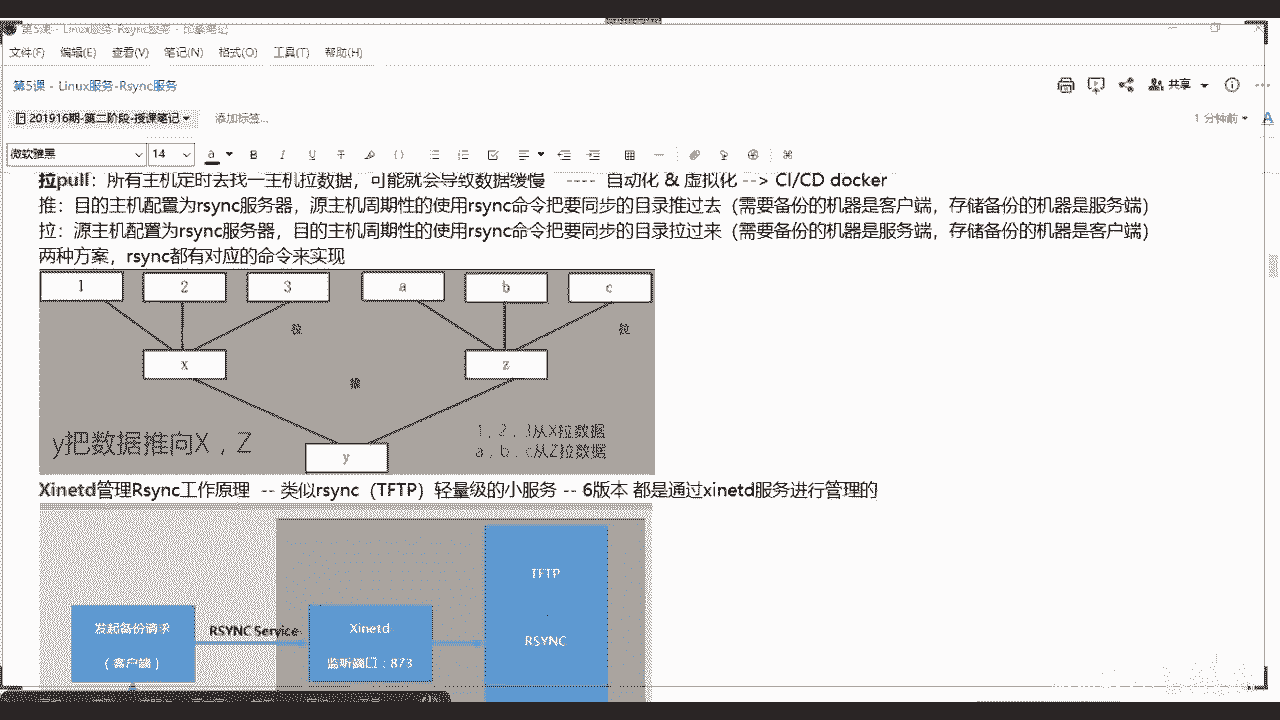 第5课 - Linux服务-Rsync服务 -
文件(F) 编辑(E) 查看(V) 笔记(N) 格式(O) 工具(T) 帮助(H)
第5课 - Linux服务-Rsync服务
共享
201916期-第二阶段-授课笔记
添加标签...
1 分钟前
微软雅黑 14 a B I U T
拉pull：所有主机定时去找一主机拉数据，可能就会导致数据缓慢 ---- 自动化 & 虚拟化 --> CI/CD docker
推：目的主机配置为rsync服务器，源主机周期性的使用rsync命令把要同步的目录推过去（需要备份的机器是客户端，存储备份的机器是服务端）
拉：源主机配置为rsync服务器，目的主机周期性的使用rsync命令把要同步的目录拉过来（需要备份的机器是服务端，存储备份的机器是客户端）
两种方案，rsync都有对应的命令来实现
1 2 3 a b c
拉 拉
x z
推
y把数据推向X，Z
1，2，3从X拉数据
a，b，c从Z拉数据
y
Xinetd管理Rsync工作原理 -- 类似rsync（TFTP）轻量级的小服务 -- 6版本 都是通过xinetd服务进行管理的
TFTP
发起备份请求
（客户端）
RSYNC Service
Xinetd
监听端口：873
RSYNC